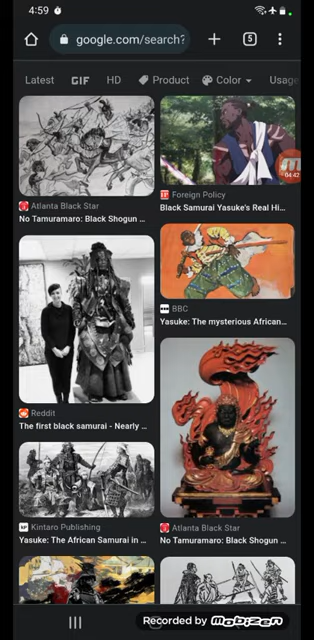 4:59
google.com/search?
5
Latest
GIF
HD
Product
Color
Usage
04:42
Atlanta Black Star
No Tamuramaro: Black Shogun ...
FP
Foreign Policy
Black Samurai Yasuke's Real Hi...
BBC
Yasuke: The mysterious African...
Reddit
The first black samurai - Nearly ...
KP
Kintaro Publishing
Yasuke: The African Samurai in ...
Atlanta Black Star
No Tamuramaro: Black Shogun ...
Recorded by Mobizen